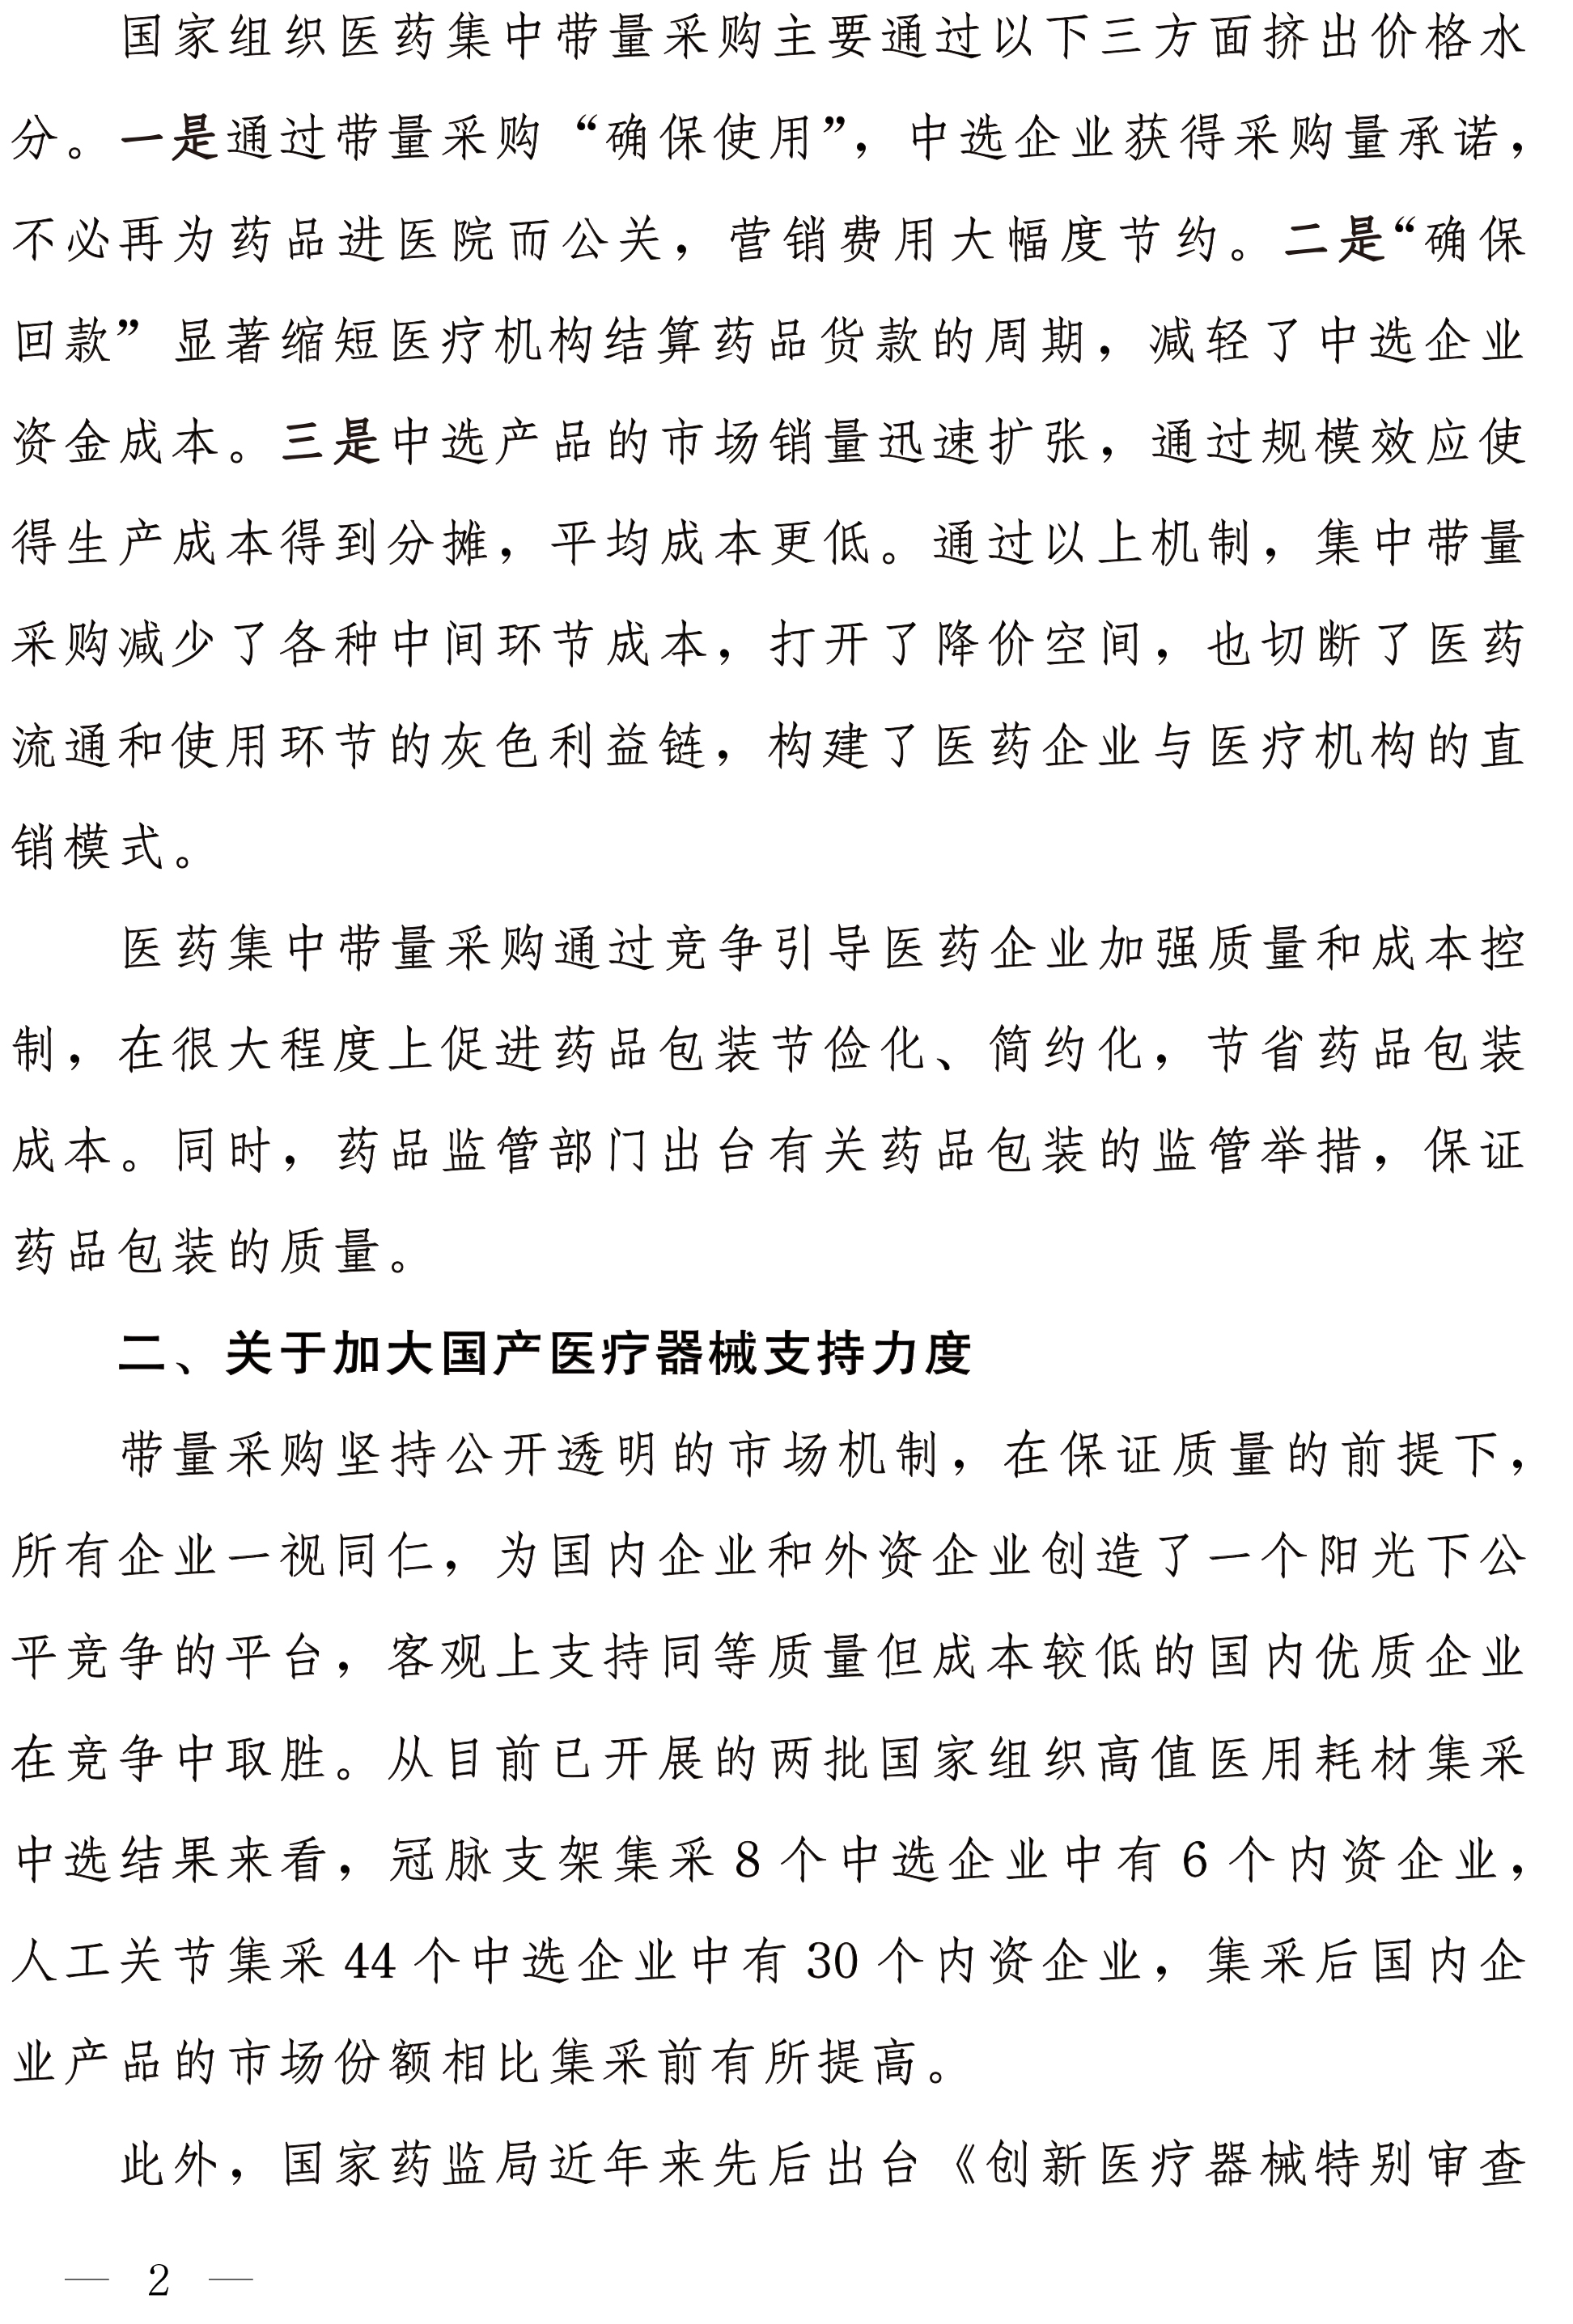 国家组织医药集中带量采购主要通过以下三方面挤出价格水
分。一是通过带量采购“确保使用”，中选企业获得采购量承诺，
不必再为药品进医院而公关，营销费用大幅度节约。二是“确保
回款”显著缩短医疗机构结算药品货款的周期，减轻了中选企业
资金成本。三是中选产品的市场销量迅速扩张，通过规模效应使
得生产成本得到分摊，平均成本更低。通过以上机制，集中带量
采购减少了各种中间环节成本，打开了降价空间，也切断了医药
流通和使用环节的灰色利益链，构建了医药企业与医疗机构的直
销模式。
医药集中带量采购通过竞争引导医药企业加强质量和成本控
制，在很大程度上促进药品包装节俭化、简约化，节省药品包装
成本。同时，药品监管部门出台有关药品包装的监管举措，保证
药品包装的质量。
二、关于加大国产医疗器械支持力度
带量采购坚持公开透明的市场机制，在保证质量的前提下，
所有企业一视同仁，为国内企业和外资企业创造了一个阳光下公
平竞争的平台，客观上支持同等质量但成本较低的国内优质企业
在竞争中取胜。从目前已开展的两批国家组织高值医用耗材集采
中选结果来看，冠脉支架集采 8 个中选企业中有 6 个内资企业，
人工关节集采 44 个中选企业中有 30 个内资企业，集采后国内企
业产品的市场份额相比集采前有所提高。
此外，国家药监局近年来先后出台《创新医疗器械特别审查
— 2 —